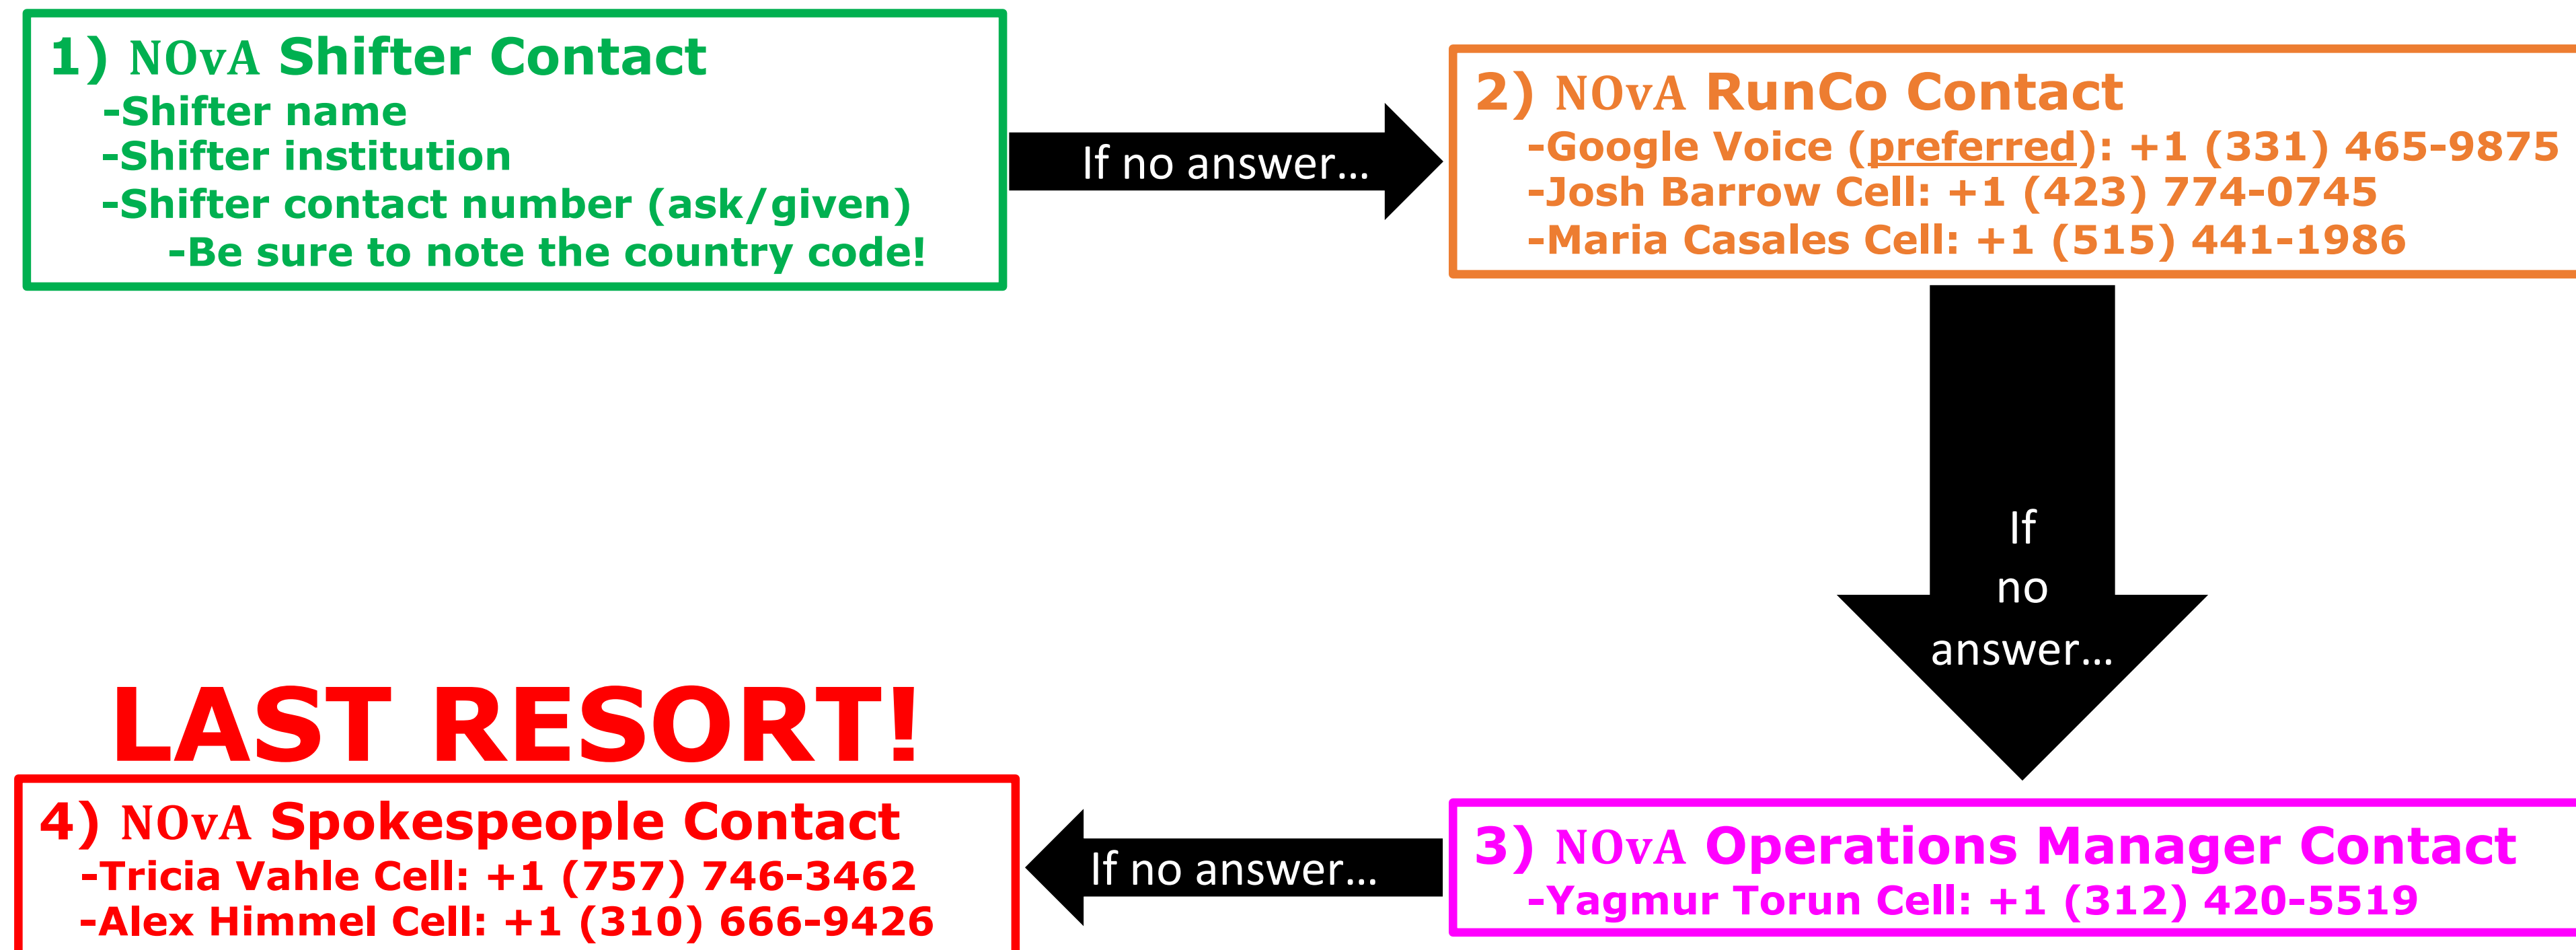 1) NOvA Shifter Contact
-Shifter name
-Shifter institution
-Shifter contact number (ask/given)
-Be sure to note the country code!
If no answer...
2) NOvA RunCo Contact
-Google Voice (preferred): +1 (331) 465-9875
-Josh Barrow Cell: +1 (423) 774-0745
-Maria Casales Cell: +1 (515) 441-1986
If
no
answer...
3) NOvA Operations Manager Contact
-Yagmur Torun Cell: +1 (312) 420-5519
If no answer...
LAST RESORT!
4) NOvA Spokespeople Contact
-Tricia Vahle Cell: +1 (757) 746-3462
-Alex Himmel Cell: +1 (310) 666-9426